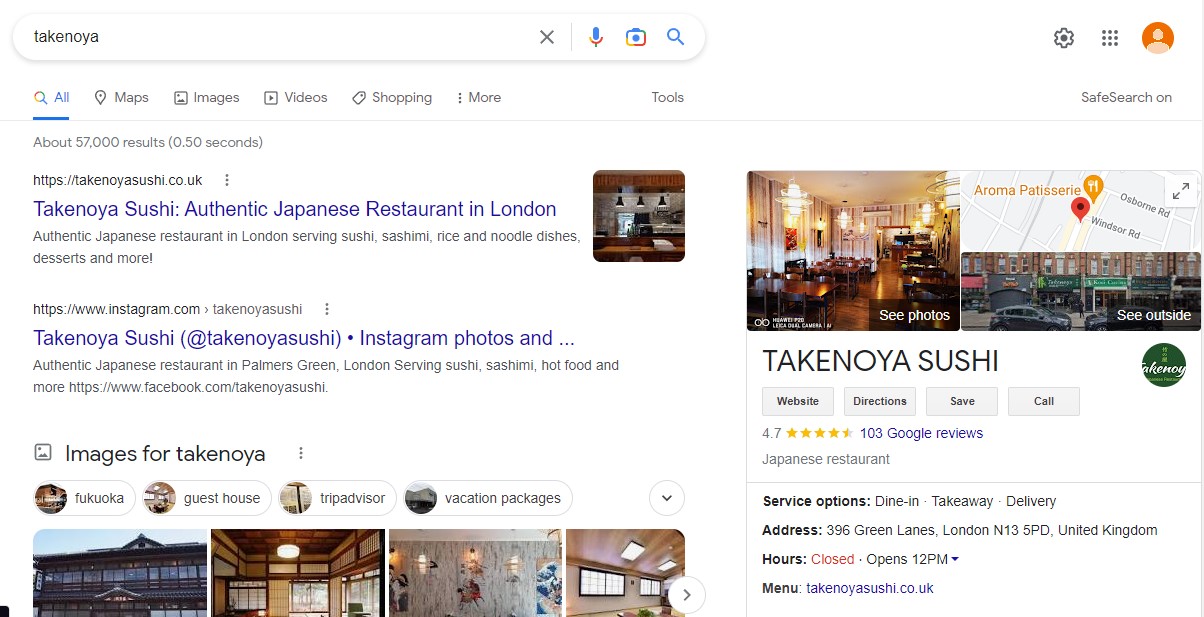 takenoya
All
Maps
Images
Videos
Shopping
More
Tools
SafeSearch on
About 57,000 results (0.50 seconds)
https://takenoyasushi.co.uk
Takenoya Sushi: Authentic Japanese Restaurant in London
Authentic Japanese restaurant in London serving sushi, sashimi, rice and noodle dishes,
desserts and more!
https://www.instagram.com › takenoyasushi
Takenoya Sushi (@takenoyasushi) • Instagram photos and ...
Authentic Japanese restaurant in Palmers Green, London Serving sushi, sashimi, hot food and
more https://www.facebook.com/takenoyasushi.
Images for takenoya
fukuoka
guest house
tripadvisor
vacation packages
HUAWEI P20
LEICA DUAL CAMERA | AI
See photos
Aroma Patisserie
Osborne Rd
Windsor Rd
See outside
TAKENOYA SUSHI
Website
Directions
Save
Call
4.7
103 Google reviews
Japanese restaurant
Service options: Dine-in · Takeaway · Delivery
Address: 396 Green Lanes, London N13 5PD, United Kingdom
Hours: Closed · Opens 12PM
Menu: takenoyasushi.co.uk